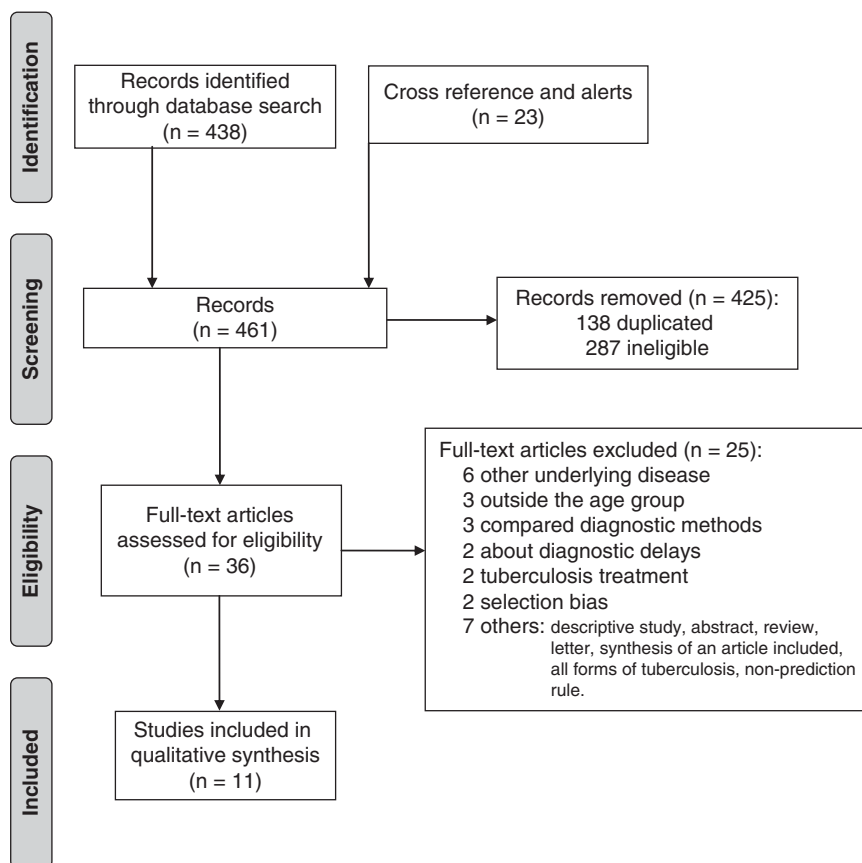 Identification
Records identified
through database search
(n = 438)
Cross reference and alerts
(n = 23)
Screening
Records
(n = 461)
Records removed (n = 425):
138 duplicated
287 ineligible
Eligibility
Full-text articles
assessed for eligibility
(n = 36)
Full-text articles excluded (n = 25):
6 other underlying disease
3 outside the age group
3 compared diagnostic methods
2 about diagnostic delays
2 tuberculosis treatment
2 selection bias
7 others: descriptive study, abstract, review,
letter, synthesis of an article included,
all forms of tuberculosis, non-prediction
rule.
Included
Studies included in
qualitative synthesis
(n = 11)